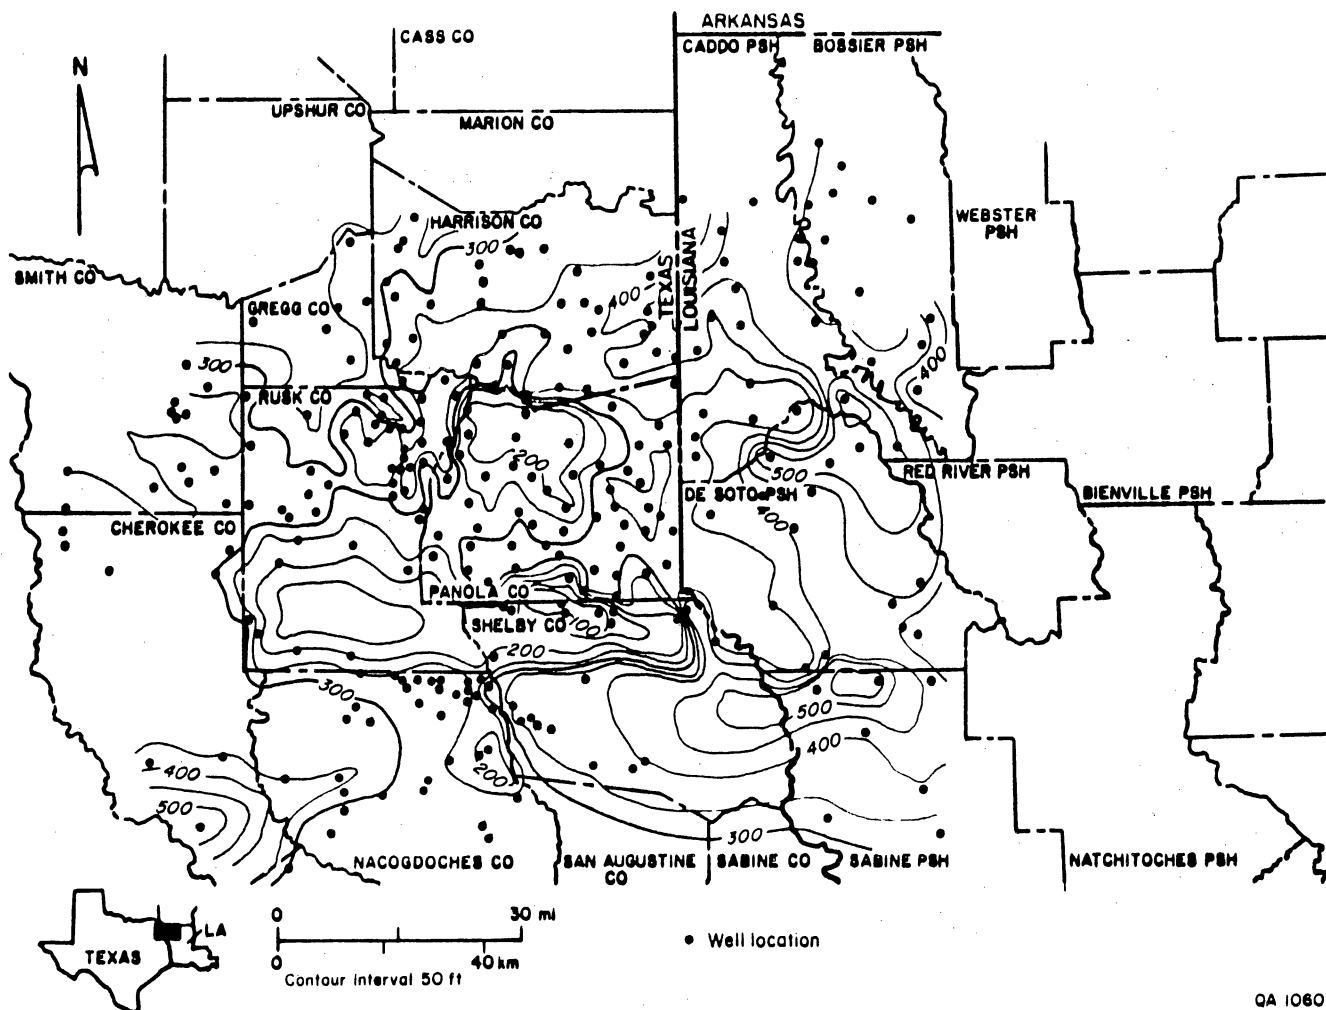 ARKANSAS
CASS CO
CADDO PSH
BOSSIER PSH
N
UPSHUR CO
MARION CO
HARRISON CO
WEBSTER
PSH
300
SMITH CO
TEXAS
LOUISIANA
400
GREGG CO
300
400
RUSK CO
200
500
RED RIVER PSH
DE SOTO PSH
BIENVILLE PSH
400
CHEROKEE CO
PANOLA CO
SHELBY CO
100
200
300
500
400
200
400
500
300
NACOGDOCHES CO
SAN AUGUSTINE
CO
SABINE CO
SABINE PSH
NATCHITOCHES PSH
TEXAS
LA
0
30 mi
0
40 km
Contour interval 50 ft
Well location
QA 1060